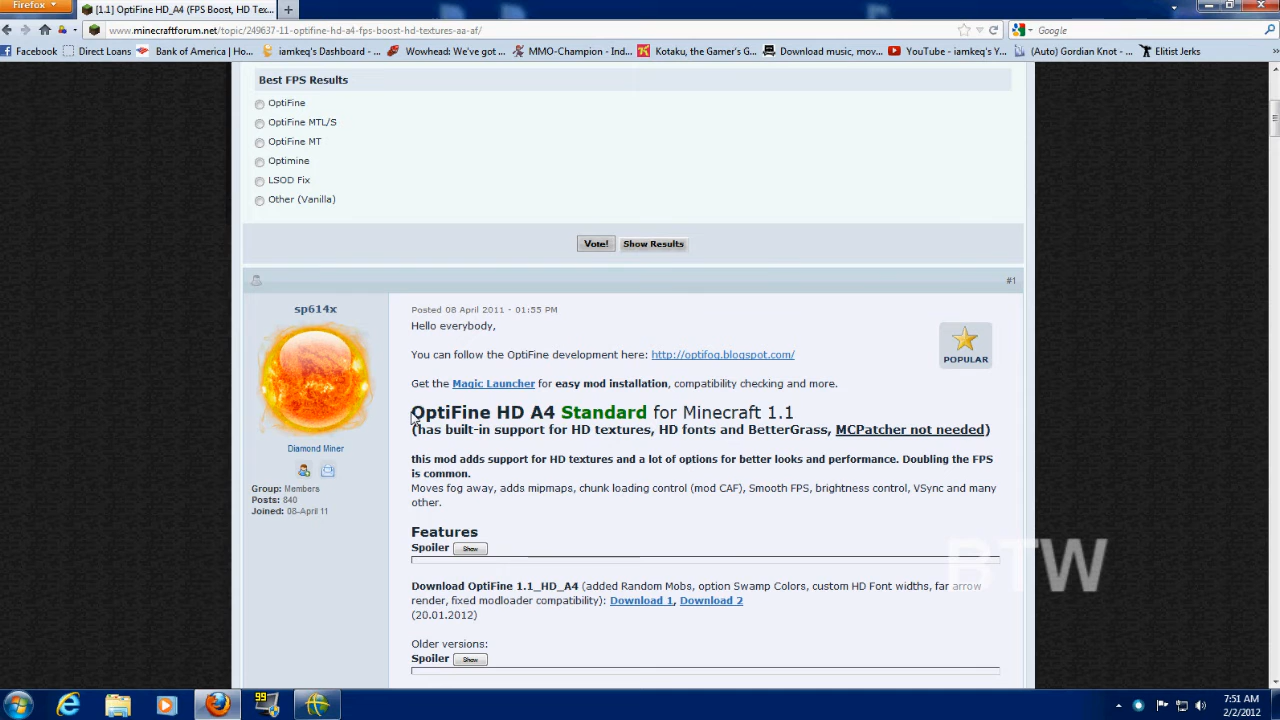 Firefox
[1.1] OptiFine HD_A4 (FPS Boost, HD Tex...
www.minecraftforum.net/topic/249637-11-optifine-hd-a4-fps-boost-hd-textures-aa-af/
Google
Facebook Direct Loans Bank of America | Ho... iamkeq's Dashboard - ... Wowhead: We've got ... MMO-Champion - Ind... Kotaku, the Gamer's G... Download music, mov... YouTube - iamkeq's Y... (Auto) Gordian Knot - ... Elitist Jerks
Best FPS Results
OptiFine
OptiFine MTL/S
OptiFine MT
Optimine
LSOD Fix
Other (Vanilla)
Vote! Show Results
#1
sp614x
Posted 08 April 2011 - 01:55 PM
Hello everybody,
You can follow the OptiFine development here: http://optifog.blogspot.com/
POPULAR
Get the Magic Launcher for easy mod installation, compatibility checking and more.
OptiFine HD A4 Standard for Minecraft 1.1
(has built-in support for HD textures, HD fonts and BetterGrass, MCPatcher not needed)
Diamond Miner
this mod adds support for HD textures and a lot of options for better looks and performance. Doubling the FPS
is common.
Moves fog away, adds mipmaps, chunk loading control (mod CAF), Smooth FPS, brightness control, VSync and many
other.
Group: Members
Posts: 840
Joined: 08-April 11
Features
Spoiler Show
BTW
Download OptiFine 1.1_HD_A4 (added Random Mobs, option Swamp Colors, custom HD Font widths, far arrow
render, fixed modloader compatibility): Download 1, Download 2
(20.01.2012)
Older versions:
Spoiler Show
99
7:51 AM
2/2/2012